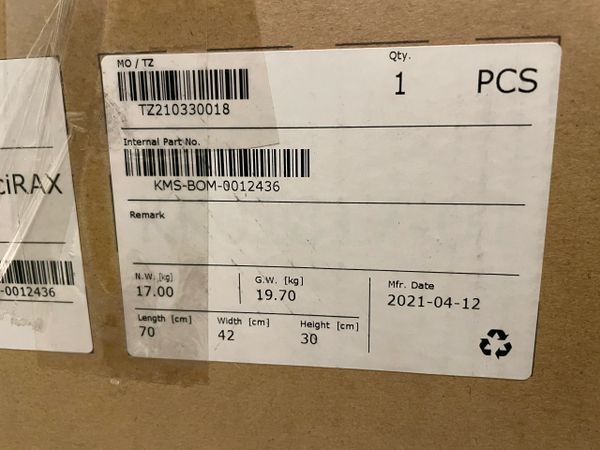 MO / TZ
Qty.
1 PCS
TZ210330018
Internal Part No.
KMS-BOM-0012436
Remark
N.W. [kg]
17.00
G.W. [kg]
19.70
Mfr. Date
2021-04-12
Length [cm]
70
Width [cm]
42
Height [cm]
30
ciRAX
-0012436